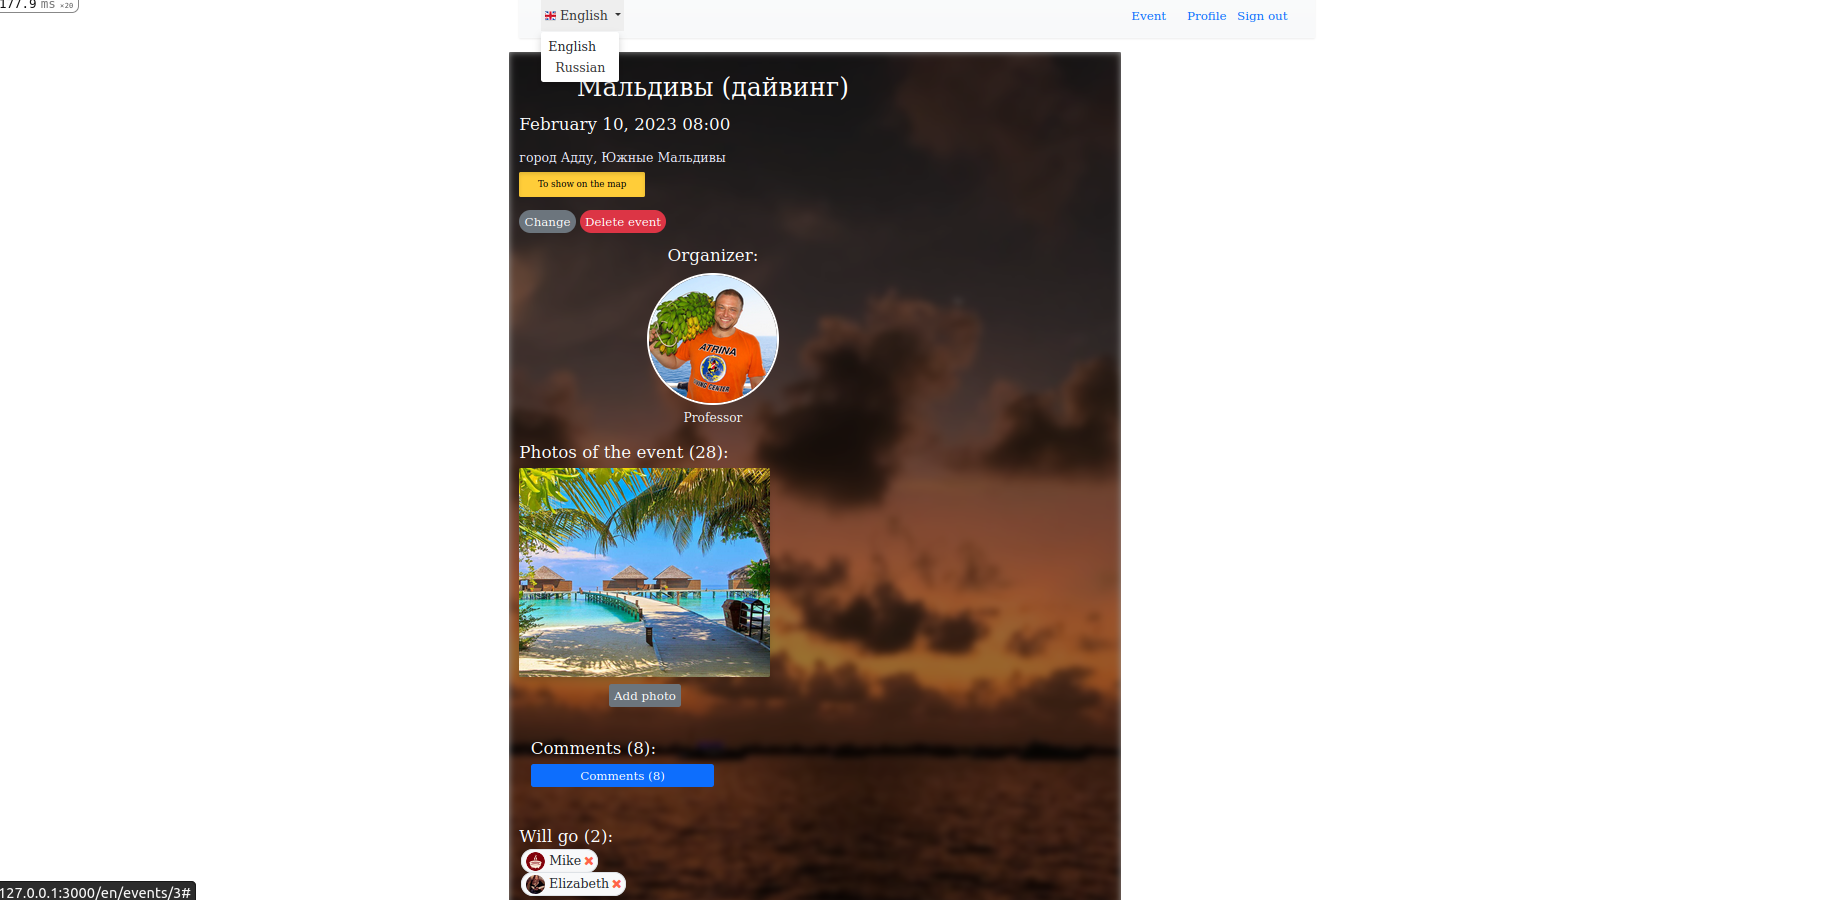 177.9 ms ×20
English
Event Profile Sign out
English
Russian
Мальдивы (дайвинг)
February 10, 2023 08:00
город Адду, Южные Мальдивы
To show on the map
Change Delete event
Organizer:
ATRINA
DIVING CENTER
Professor
Photos of the event (28):
Add photo
Comments (8):
Comments (8)
Will go (2):
Mike
Elizabeth
127.0.0.1:3000/en/events/3#